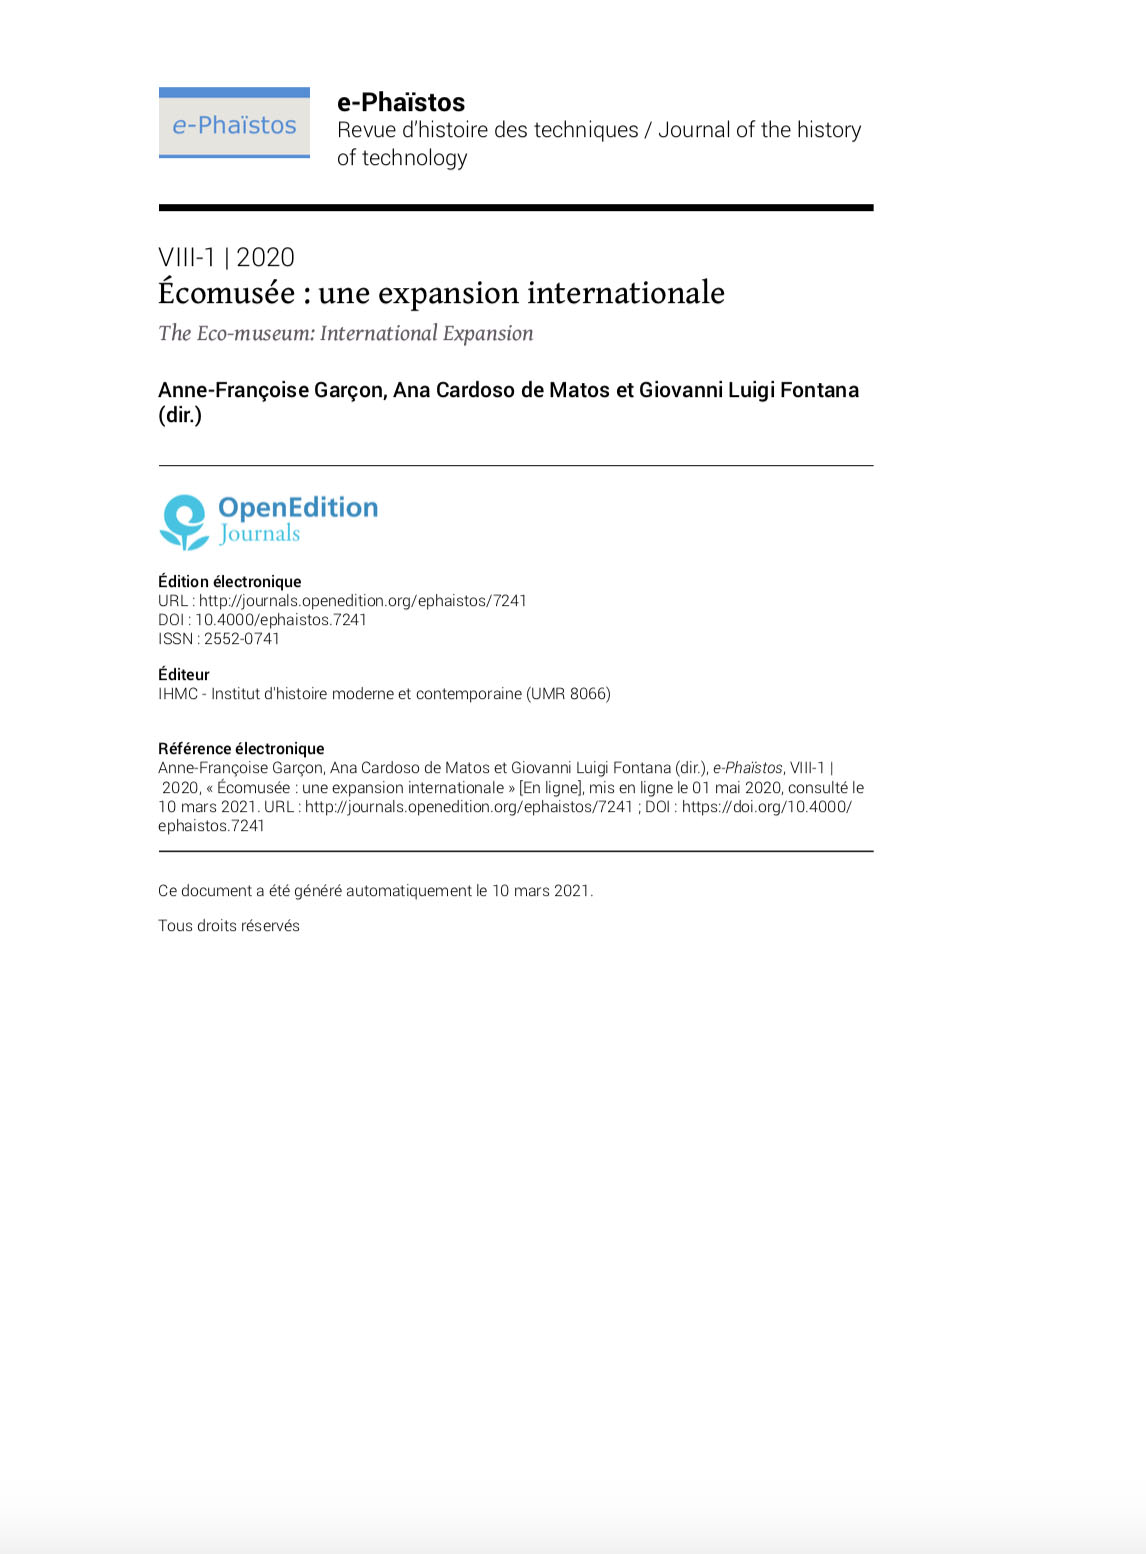 e-Phaïstos
e-Phaïstos
Revue d’histoire des techniques / Journal of the history
of technology
VIII-1 | 2020
Écomusée : une expansion internationale
The Eco-museum: International Expansion
Anne-Françoise Garçon, Ana Cardoso de Matos et Giovanni Luigi Fontana
(dir.)
OpenEdition
Journals
Édition électronique
URL : http://journals.openedition.org/ephaistos/7241
DOI : 10.4000/ephaistos.7241
ISSN : 2552-0741
Éditeur
IHMC - Institut d'histoire moderne et contemporaine (UMR 8066)
Référence électronique
Anne-Françoise Garçon, Ana Cardoso de Matos et Giovanni Luigi Fontana (dir.), e-Phaïstos, VIII-1 |
2020, « Écomusée : une expansion internationale » [En ligne], mis en ligne le 01 mai 2020, consulté le
10 mars 2021. URL : http://journals.openedition.org/ephaistos/7241 ; DOI : https://doi.org/10.4000/
ephaistos.7241
Ce document a été généré automatiquement le 10 mars 2021.
Tous droits réservés